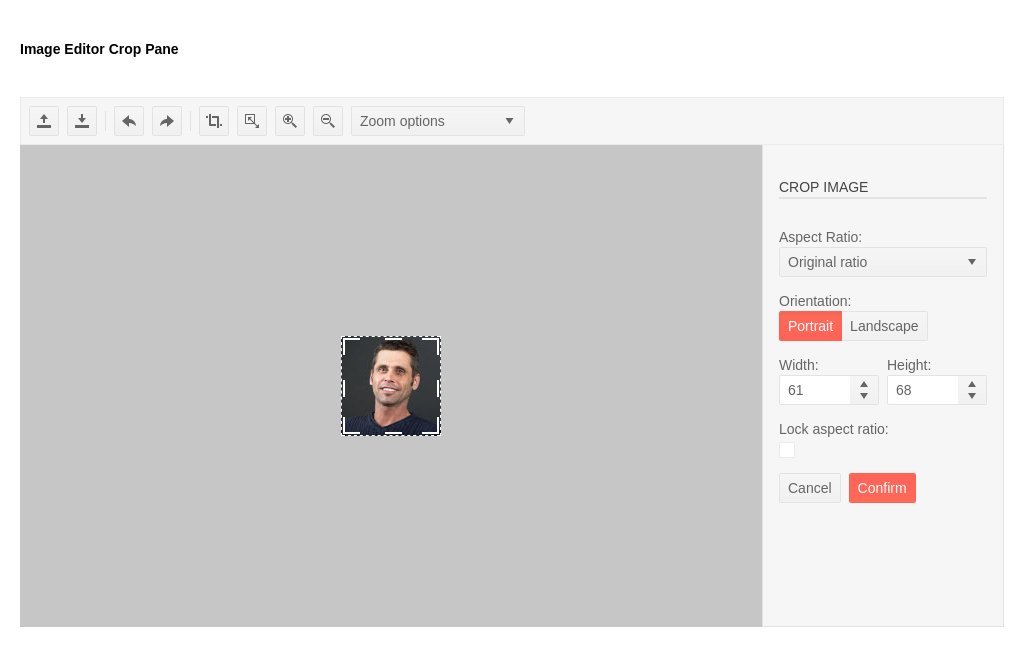 Image Editor Crop Pane
Zoom options
CROP IMAGE
Aspect Ratio:
Original ratio
Orientation:
Portrait Landscape
Width: Height:
61 68
Lock aspect ratio:
Cancel Confirm